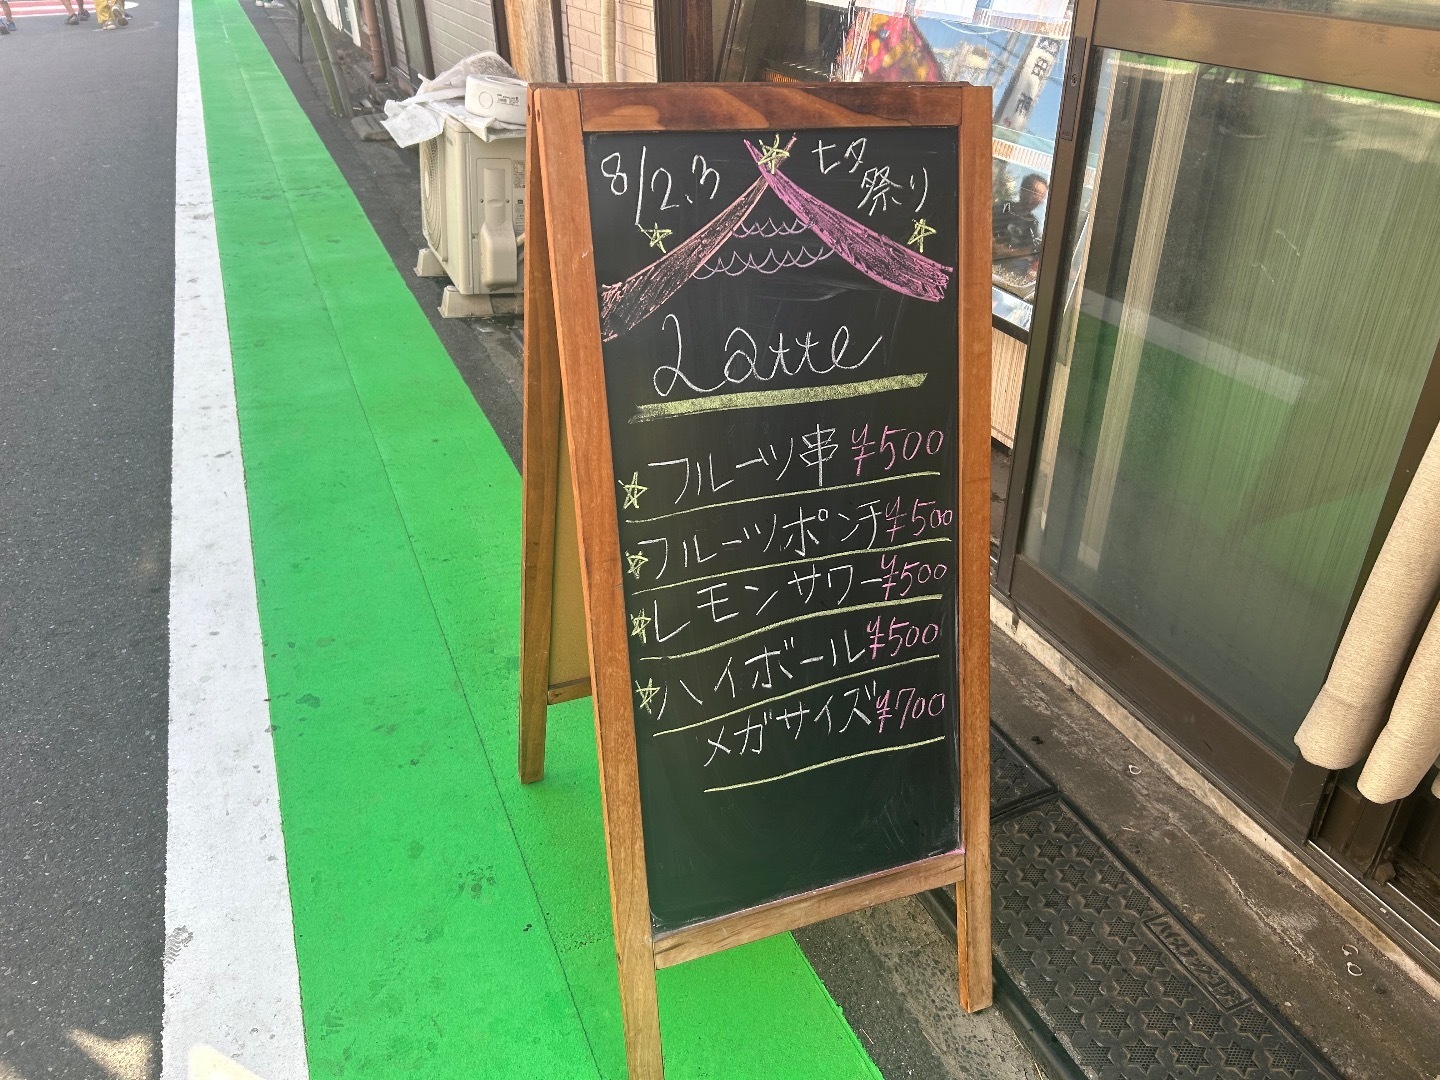 8/2.3
七夕
祭り
Latte
フルーツ串 ¥500
フルーツポンチ ¥500
レモンサワー ¥500
ハイボール ¥500
メガサイズ ¥700